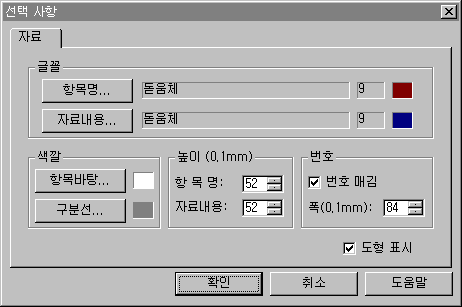 선택 사항
자료
글꼴
항목명... 돋움체 9
자료내용... 돋움체 9
색깔
항목바탕...
구분선...
높이 (0,1mm)
항 목 명: 52
자료내용: 52
번호
번호 매김
폭(0,1mm): 84
도형 표시
확인 취소 도움말